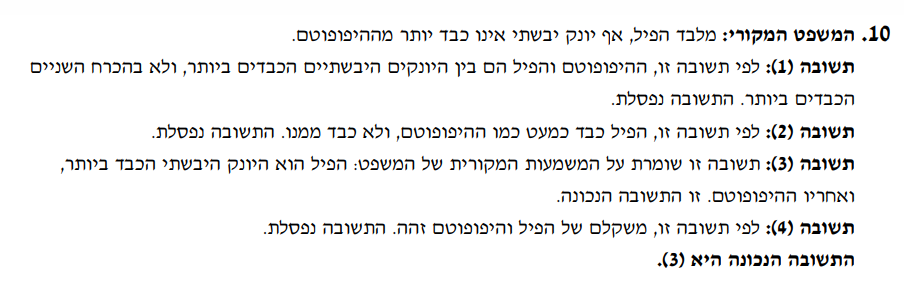 10. המשפט המקורי: מלבד הפיל, אף יונק יבשתי אינו כבד יותר מההיפופוטם.
תשובה (1): לפי תשובה זו, ההיפופוטם והפיל הם בין היונקים היבשתיים הכבדים ביותר, ולא בהכרח השניים
הכבדים ביותר. התשובה נפסלת.
תשובה (2): לפי תשובה זו, הפיל כבד כמעט כמו ההיפופוטם, ולא כבד ממנו. התשובה נפסלת.
תשובה (3): תשובה זו שומרת על המשמעות המקורית של המשפט: הפיל הוא היונק היבשתי הכבד ביותר,
ואחריו ההיפופוטם. זו התשובה הנכונה.
תשובה (4): לפי תשובה זו, משקלם של הפיל והיפופוטם זהה. התשובה נפסלת.
התשובה הנכונה היא (3).